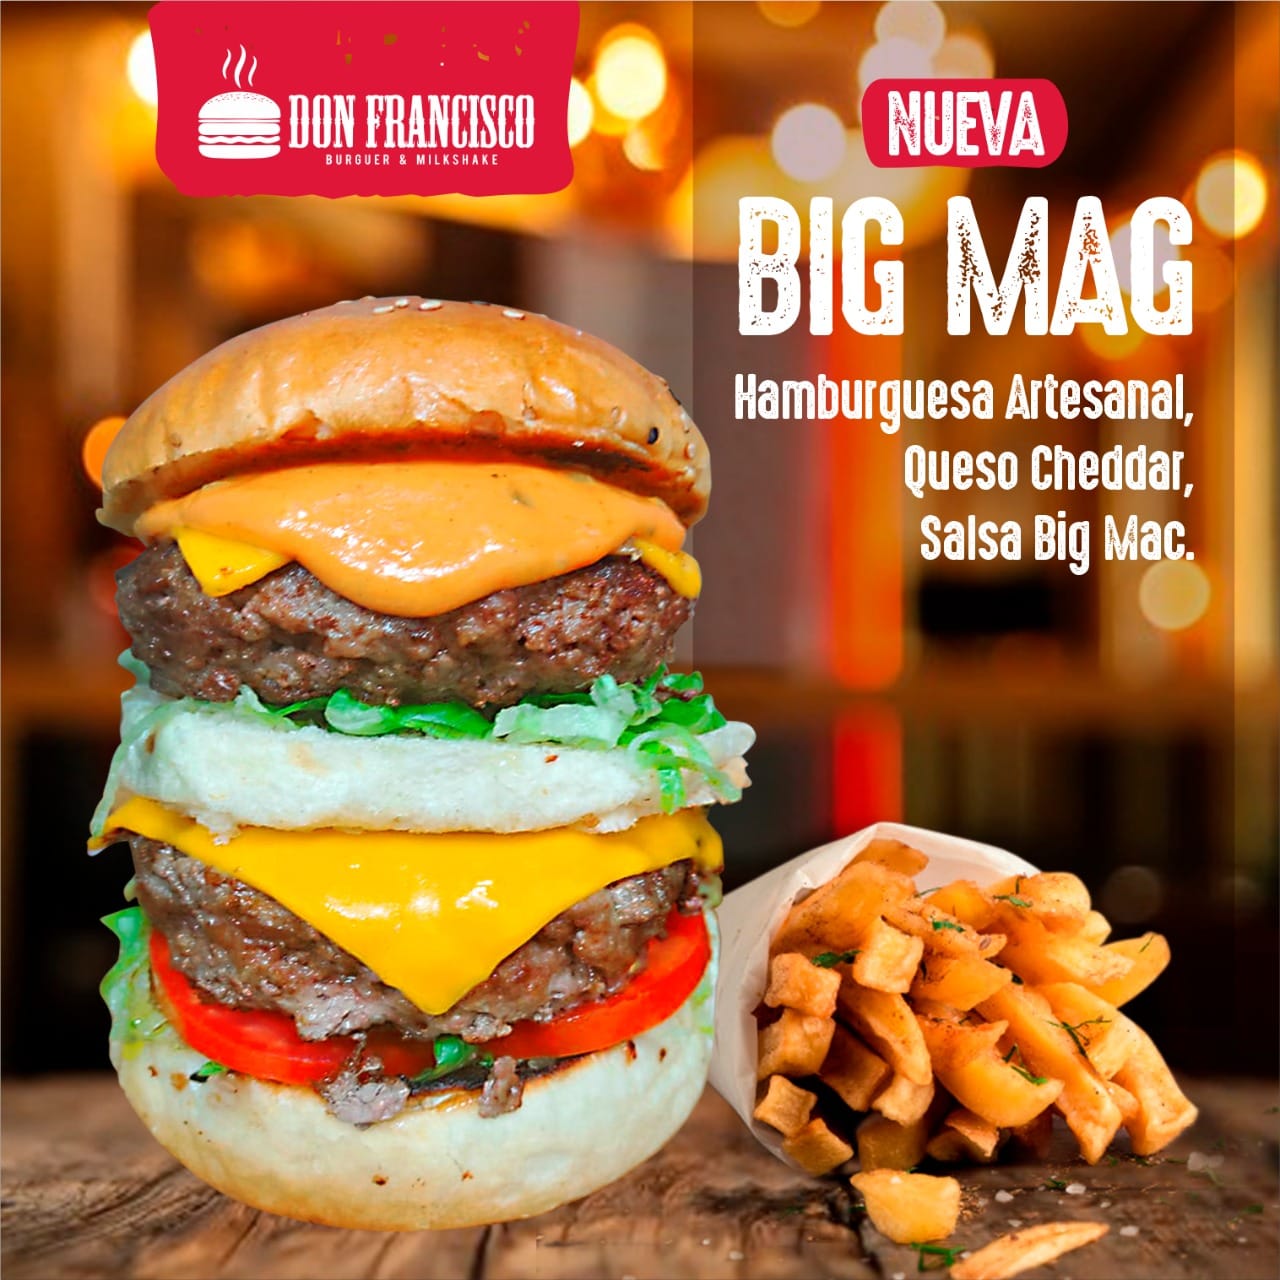 DON FRANCISCO
BURGUER & MILKSHAKE
NUEVA
BIG MAG
Hamburguesa Artesanal,
Queso Cheddar,
Salsa Big Mac.